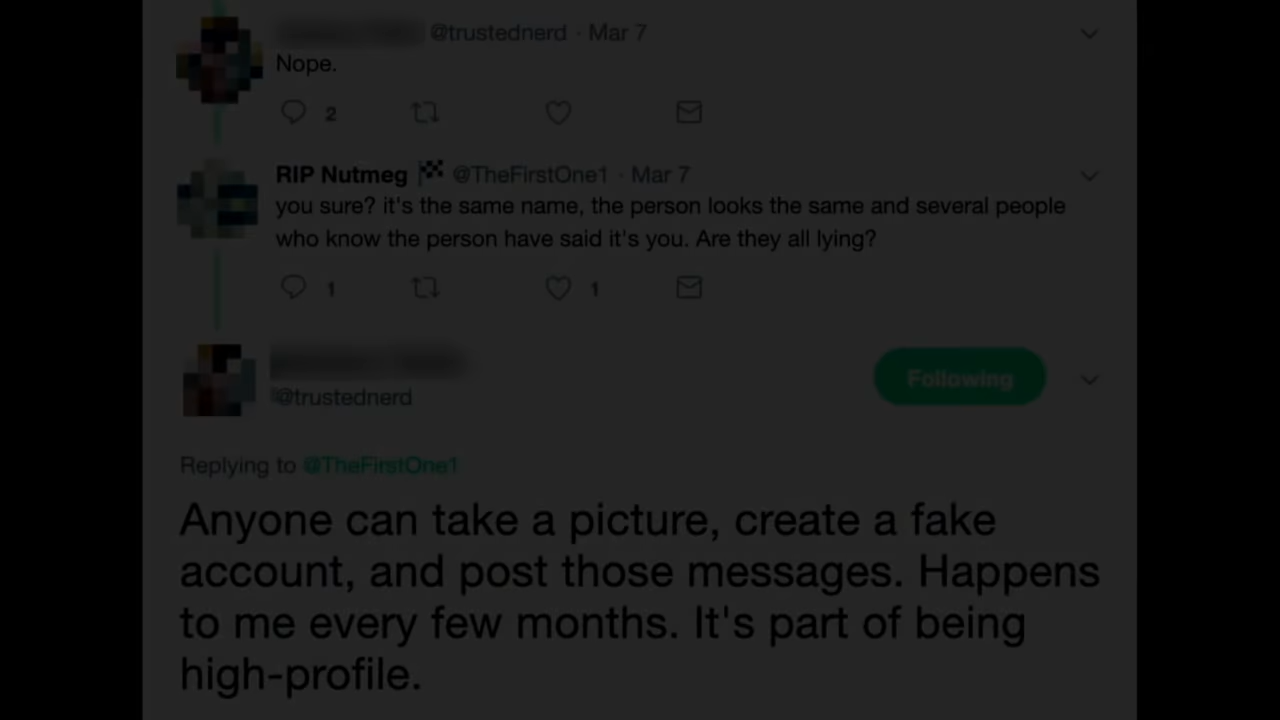 @trustednerd · Mar 7
Nope.
2
RIP Nutmeg @TheFirstOne1 · Mar 7
you sure? it's the same name, the person looks the same and several people
who know the person have said it's you. Are they all lying?
1 1
@trustednerd
Following
Replying to @TheFirstOne1
Anyone can take a picture, create a fake
account, and post those messages. Happens
to me every few months. It's part of being
high-profile.